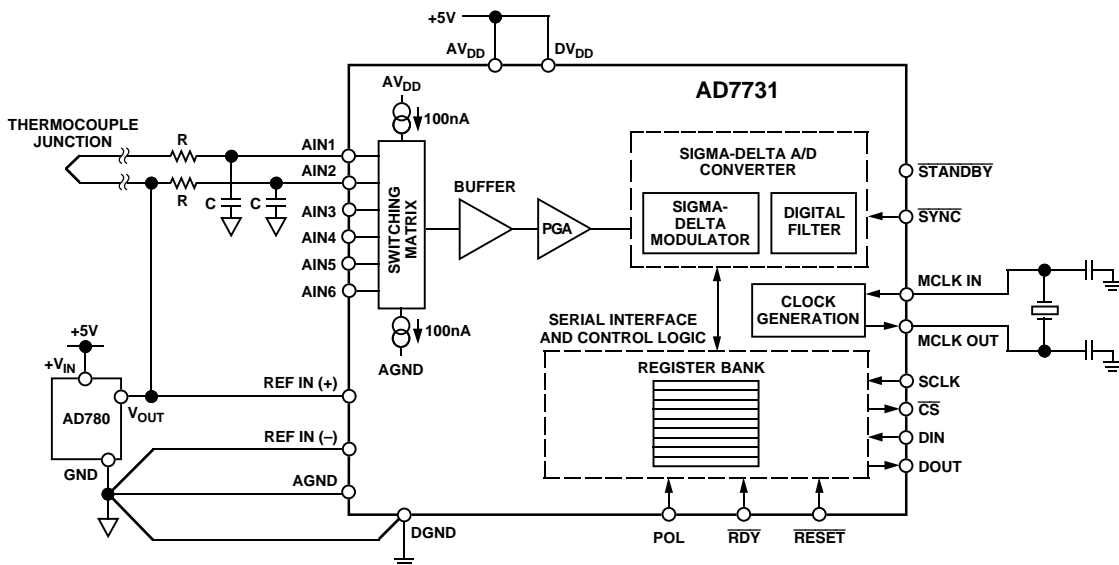 +5V
AVDD
DVDD
AD7731
AVDD
100nA
THERMOCOUPLE
JUNCTION
R
R
C
C
AIN1
AIN2
AIN3
AIN4
AIN5
AIN6
SWITCHING
MATRIX
BUFFER
PGA
SIGMA-DELTA A/D
CONVERTER
SIGMA-
DELTA
MODULATOR
DIGITAL
FILTER
STANDBY
SYNC
MCLK IN
CLOCK
GENERATION
MCLK OUT
100nA
AGND
SERIAL INTERFACE
AND CONTROL LOGIC
REGISTER BANK
SCLK
CS
DIN
DOUT
+5V
+VIN
AD780
VOUT
GND
REF IN (+)
REF IN (–)
AGND
DGND
POL
RDY
RESET